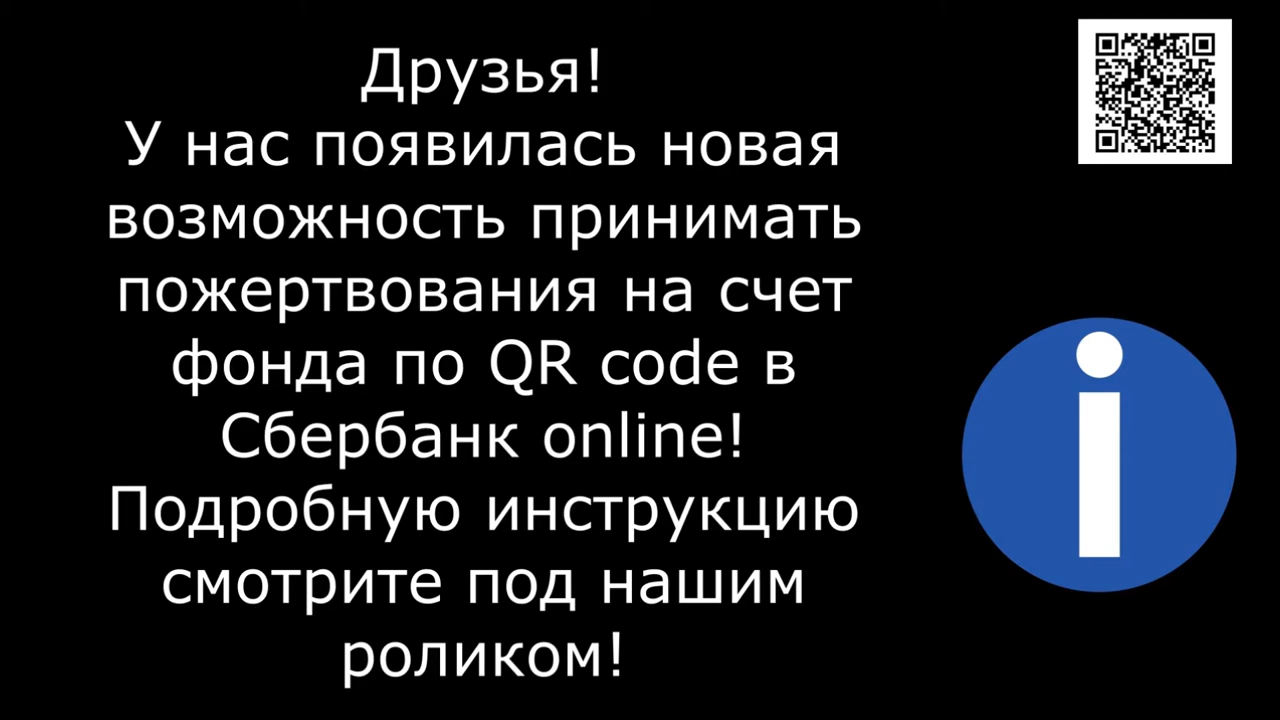 Друзья!
У нас появилась новая
возможность принимать
пожертвования на счет
фонда по QR code в
Сбербанк online!
Подробную инструкцию
смотрите под нашим
роликом!